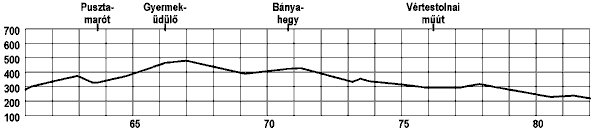 Puszta-
marót
Gyermek-
üdülő
Bánya-
hegy
Vértestolnai
műút
700
600
500
400
300
200
100
65
70
75
80